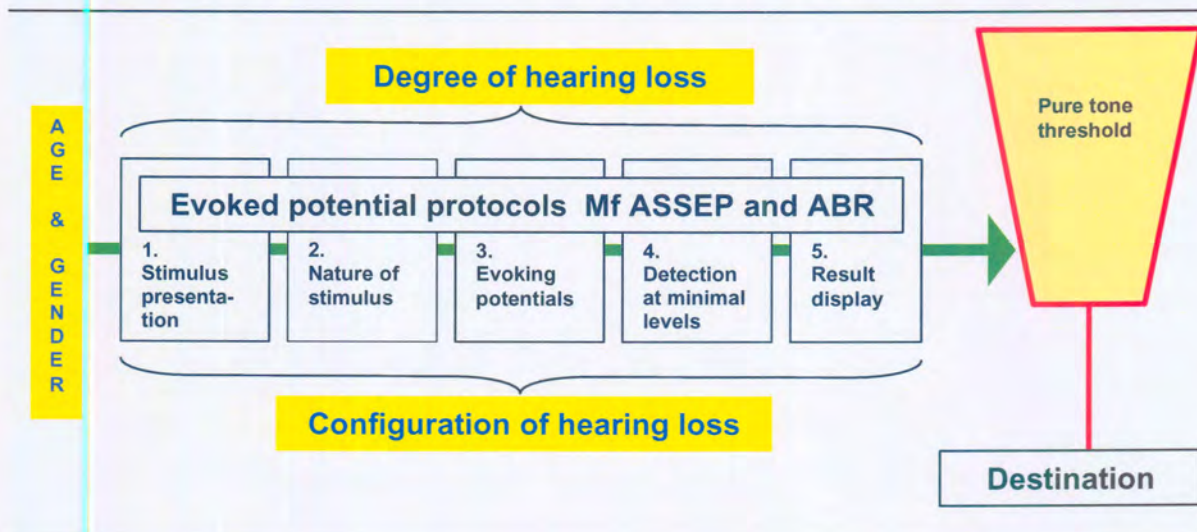 Degree of hearing loss
AGE & GENDER
Pure tone
threshold
Evoked potential protocols Mf ASSEP and ABR
1.
Stimulus
presenta-
tion
2.
Nature of
stimulus
3.
Evoking
potentials
4.
Detection
at minimal
levels
5.
Result
display
Configuration of hearing loss
Destination